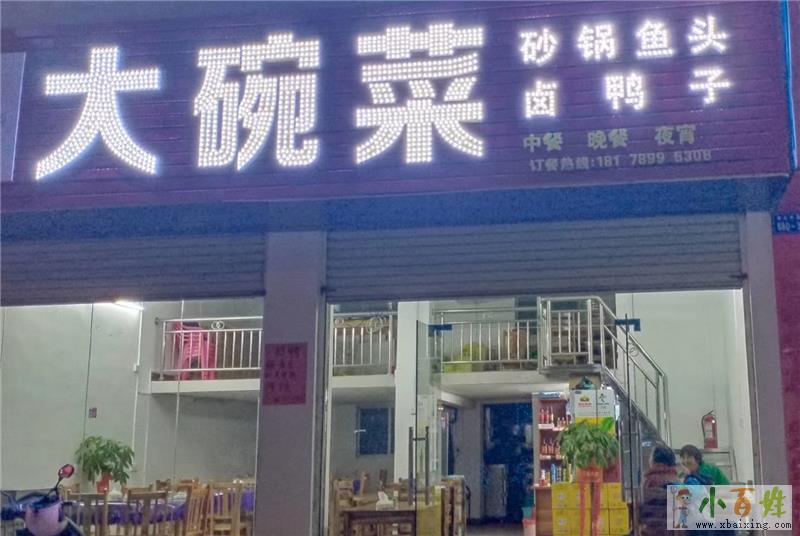 大碗菜
砂锅鱼头
卤鸭子
中餐 晚餐 夜宵
订餐热线:181 7899 6308
小百姓
www.xbaixing.com